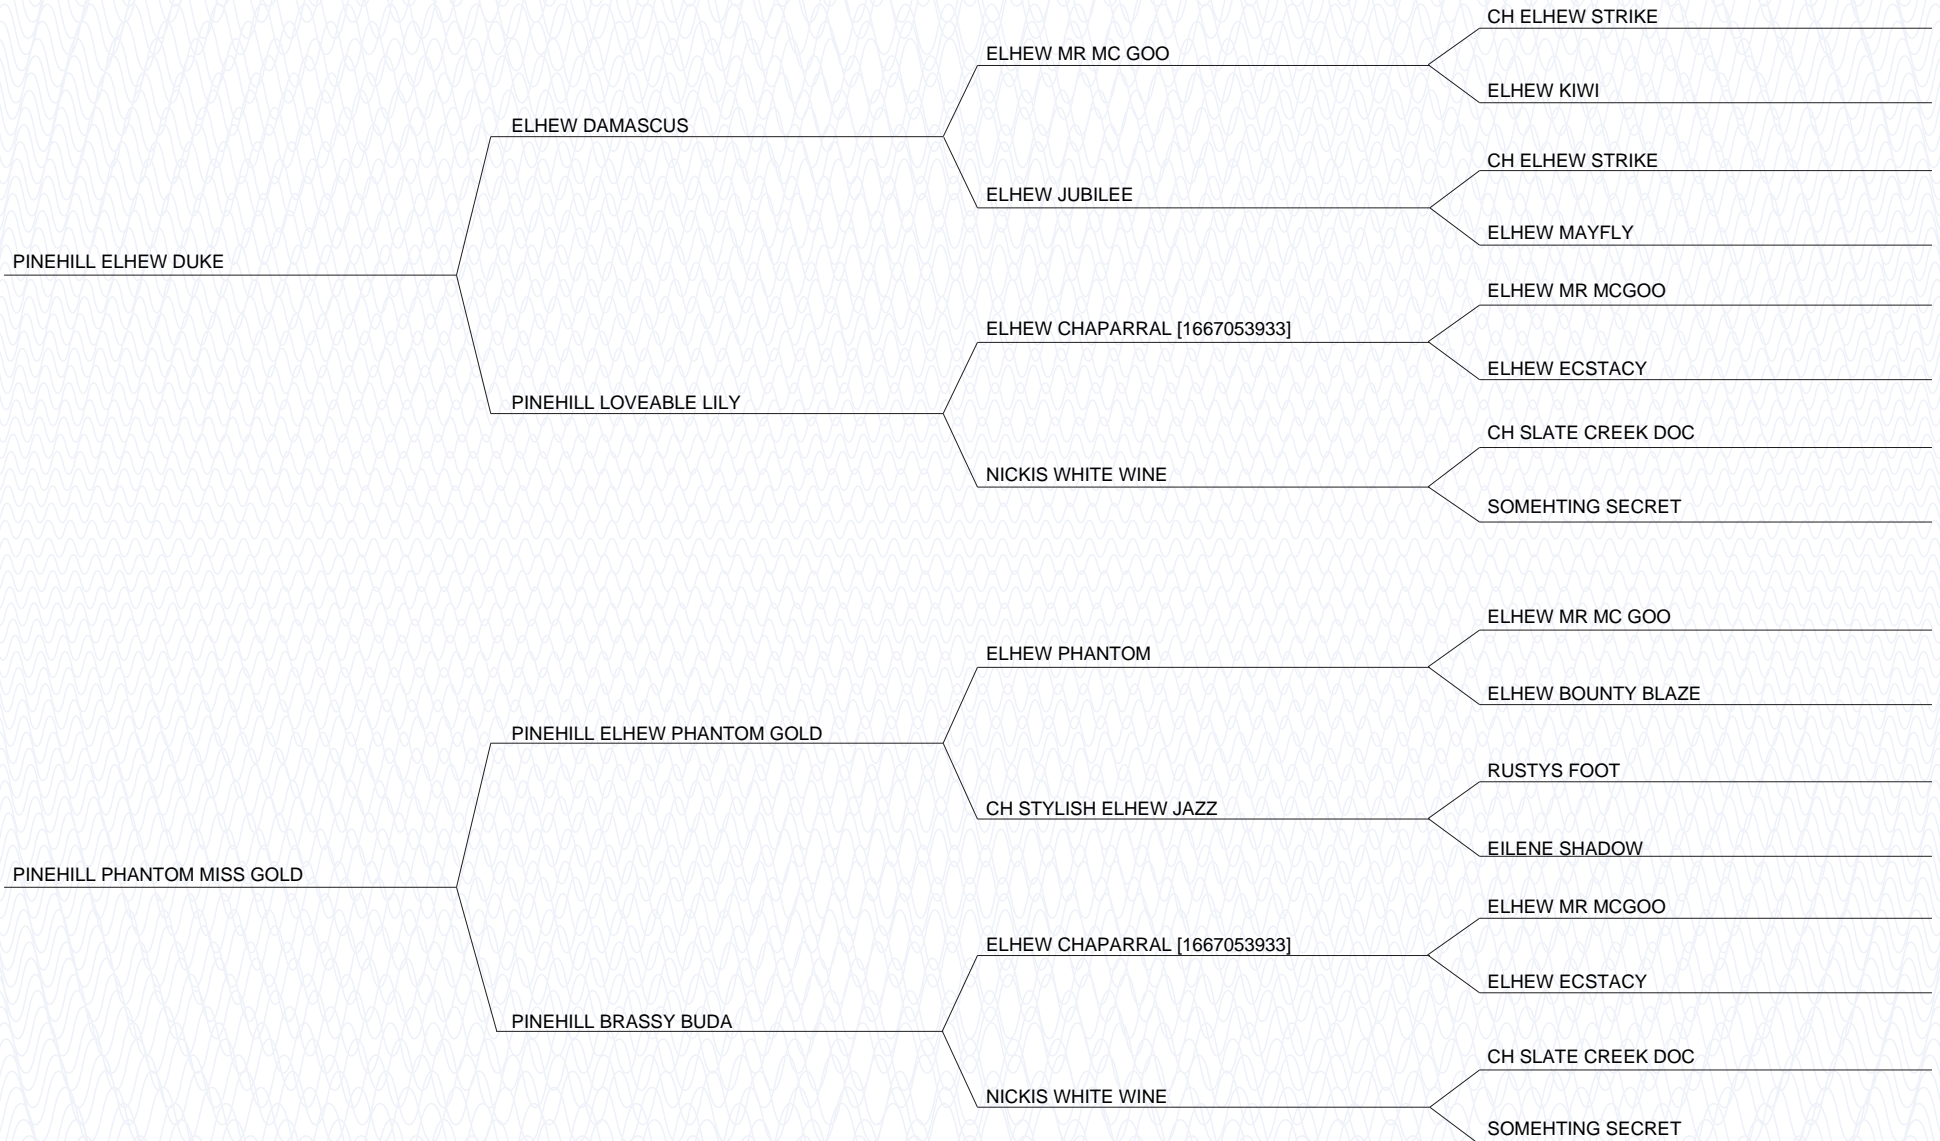 CH ELHEW STRIKE
ELHEW MR MC GOO
ELHEW KIWI
ELHEW DAMASCUS
CH ELHEW STRIKE
ELHEW JUBILEE
ELHEW MAYFLY
PINEHILL ELHEW DUKE
ELHEW MR MCGOO
ELHEW CHAPARRAL [1667053933]
ELHEW ECSTACY
PINEHILL LOVEABLE LILY
CH SLATE CREEK DOC
NICKIS WHITE WINE
SOMEHTING SECRET
ELHEW MR MC GOO
ELHEW PHANTOM
ELHEW BOUNTY BLAZE
PINEHILL ELHEW PHANTOM GOLD
RUSTYS FOOT
CH STYLISH ELHEW JAZZ
EILENE SHADOW
PINEHILL PHANTOM MISS GOLD
ELHEW MR MCGOO
ELHEW CHAPARRAL [1667053933]
ELHEW ECSTACY
PINEHILL BRASSY BUDA
CH SLATE CREEK DOC
NICKIS WHITE WINE
SOMEHTING SECRET